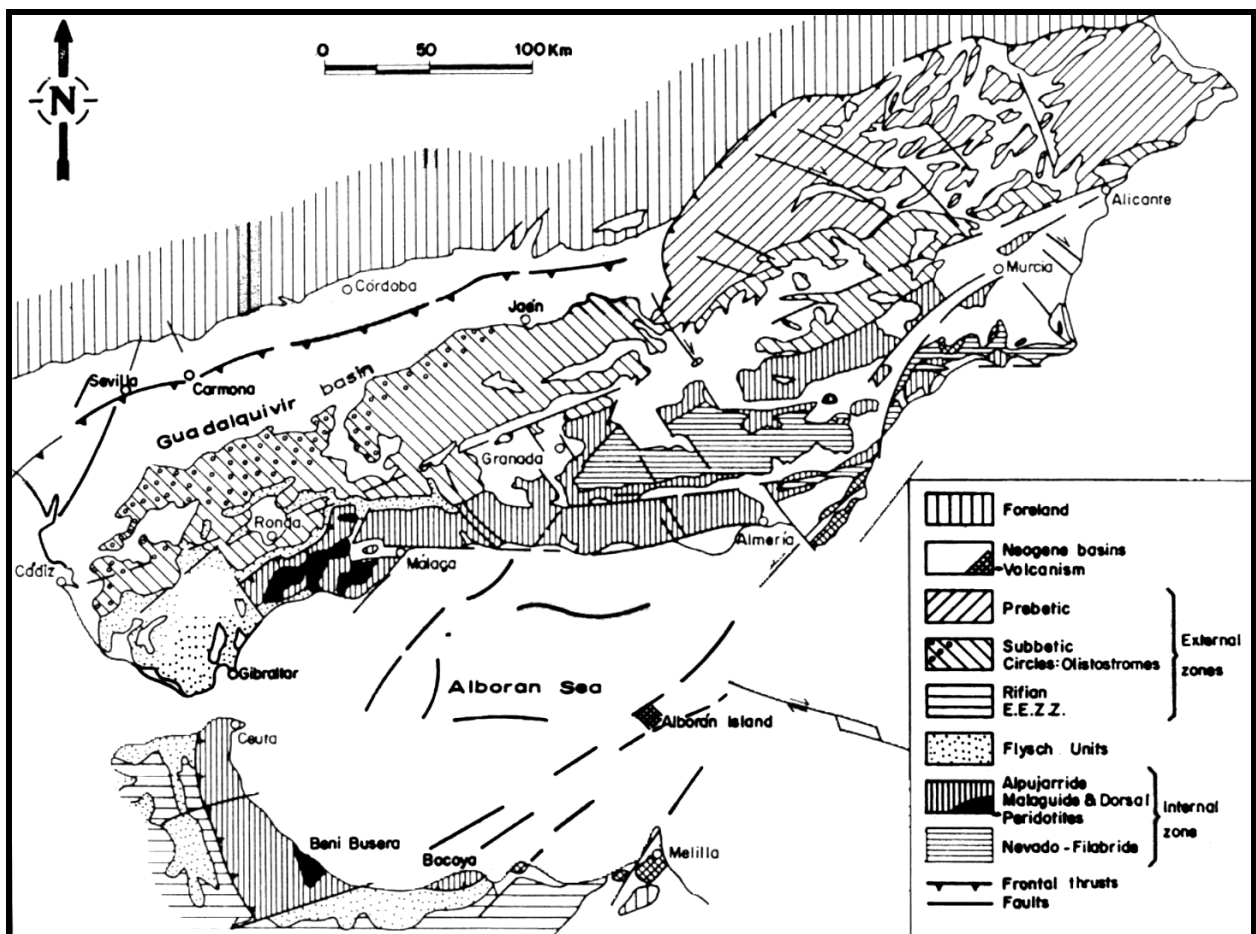 0 50 100 Km
N
Alicante
Murcia
Córdoba
Jaén
Sevilla
Carmona
Guadalquivir basin
Granada
Ronda
Almería
Málaga
Cádiz
Gibraltar
Alboran Sea
Alborán Island
Ceuta
Beni Busera
Bocoya
Melilla
Foreland
Neogene basins
Volcanism
Prebetic
Subbetic
Circles: Olistostromes
Rifian
E.E.Z.Z.
External
zones
Flysch Units
Alpujarride
Malaguide & Dorsal
Peridotites
Nevado-Filabride
Internal
zone
Frontal thrusts
Faults